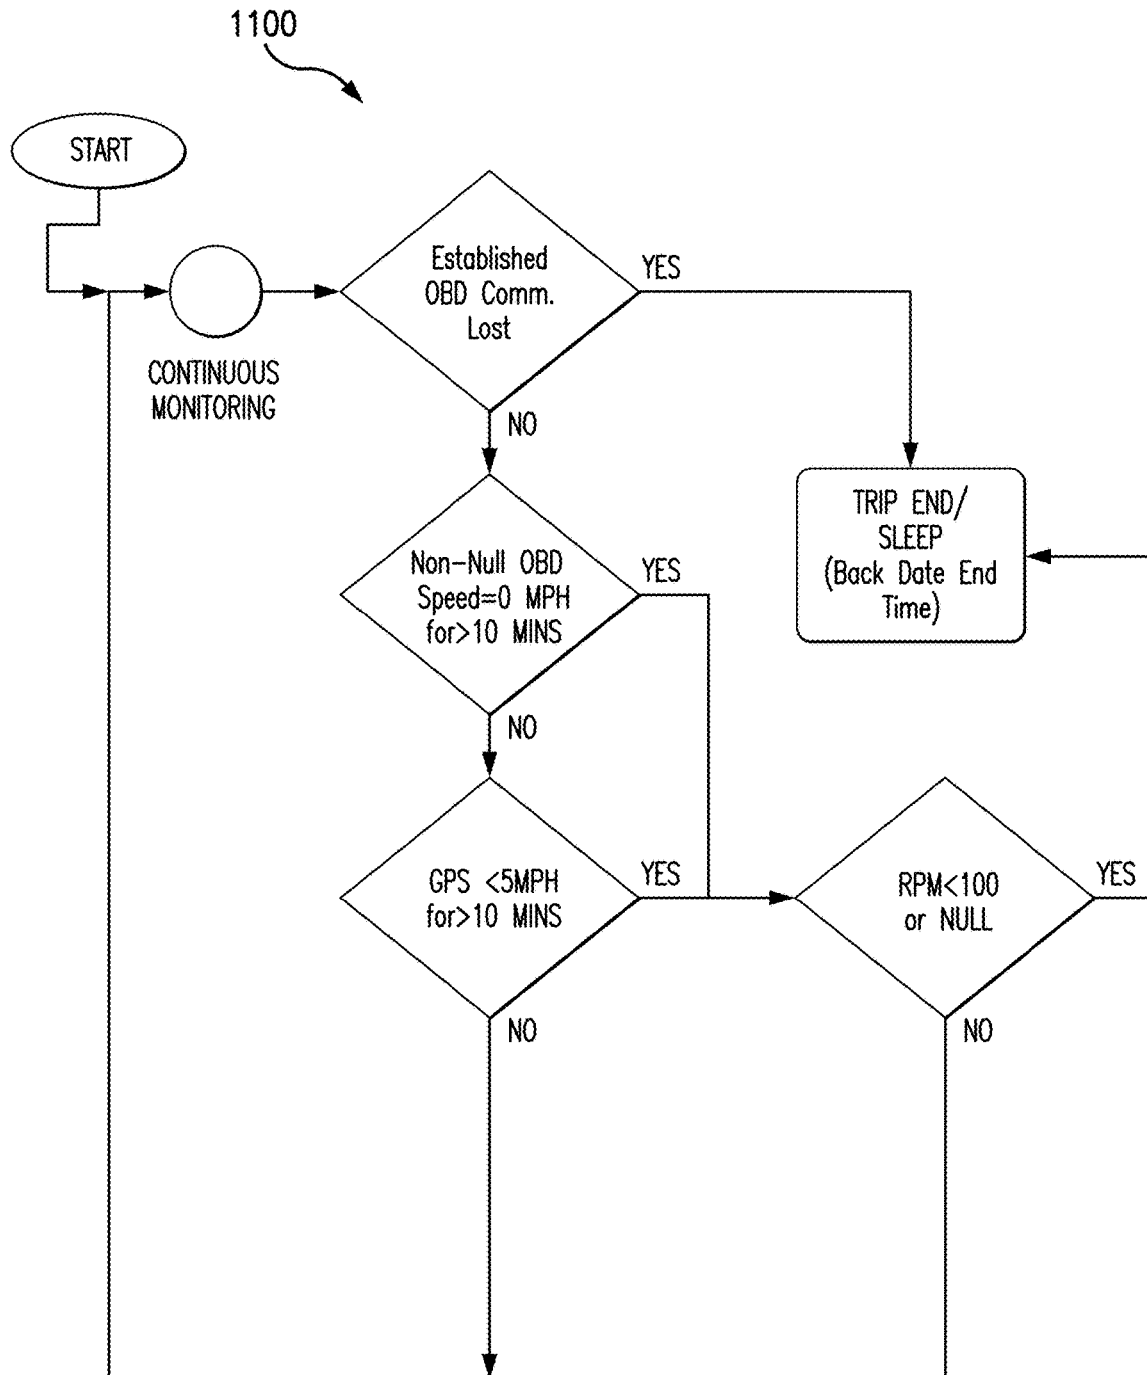 1100
START
Established
OBD Comm.
Lost
YES
CONTINUOUS
MONITORING
NO
TRIP END/
SLEEP
(Back Date End
Time)
Non-Null OBD
Speed=0 MPH
for>10 MINS
YES
NO
GPS <5MPH
for>10 MINS
YES
RPM<100
or NULL
YES
NO
NO